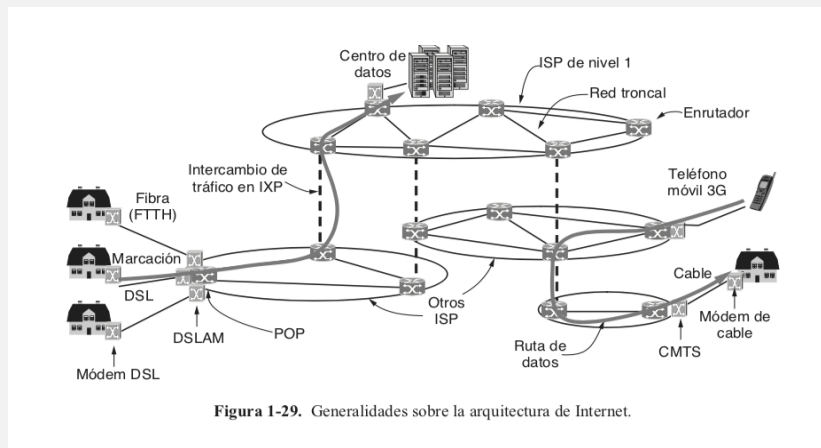 Centro de
datos
ISP de nivel 1
Red troncal
Enrutador
Intercambio de
tráfico en IXP
Teléfono
móvil 3G
Fibra
(FTTH)
Marcación
DSL
Cable
Otros
ISP
POP
DSLAM
Módem DSL
Ruta de
datos
CMTS
Módem de
cable
Figura 1-29. Generalidades sobre la arquitectura de Internet.